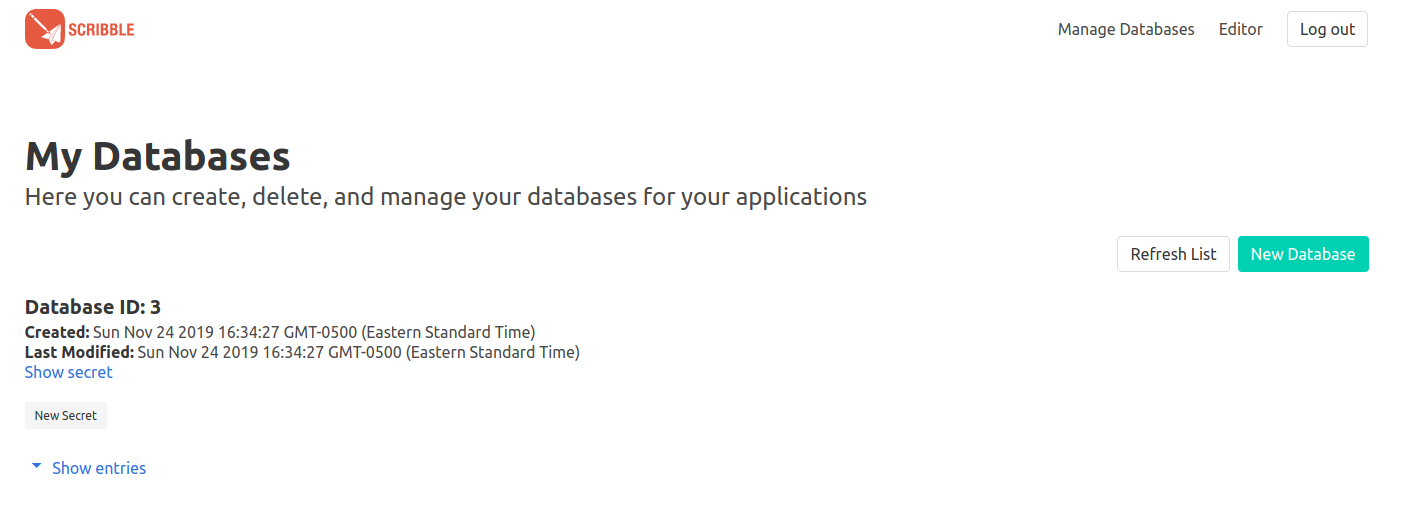 SCRIBBLE
Manage Databases Editor Log out
My Databases
Here you can create, delete, and manage your databases for your applications
Refresh List New Database
Database ID: 3
Created: Sun Nov 24 2019 16:34:27 GMT-0500 (Eastern Standard Time)
Last Modified: Sun Nov 24 2019 16:34:27 GMT-0500 (Eastern Standard Time)
Show secret
New Secret
Show entries